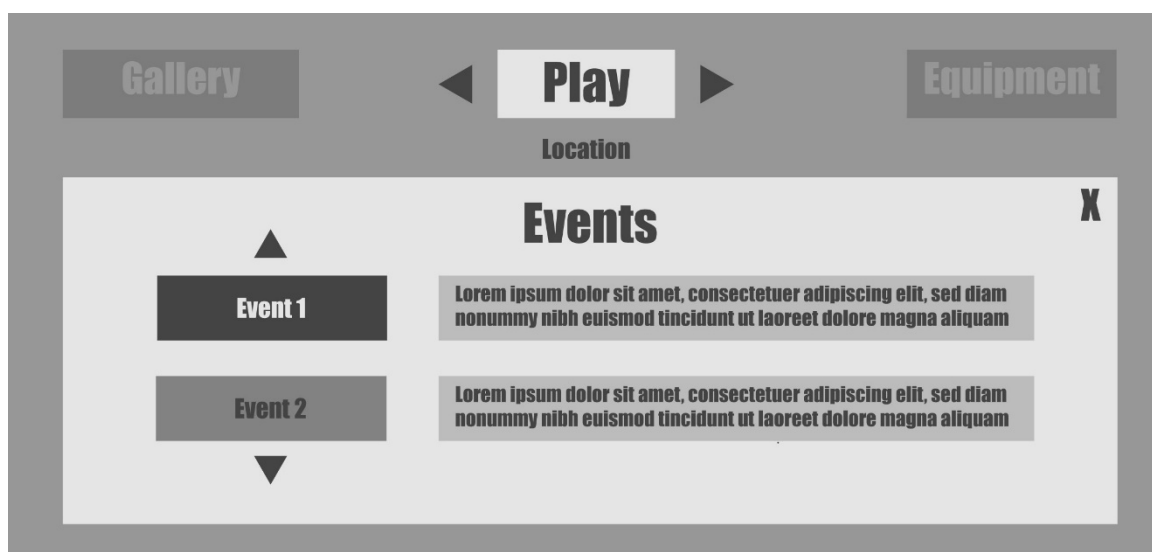 Gallery
Play
Equipment
Location
Events
X
Event 1
Lorem ipsum dolor sit amet, consectetuer adipiscing elit, sed diam
nonummy nibh euismod tincidunt ut laoreet dolore magna aliquam
Event 2
Lorem ipsum dolor sit amet, consectetuer adipiscing elit, sed diam
nonummy nibh euismod tincidunt ut laoreet dolore magna aliquam